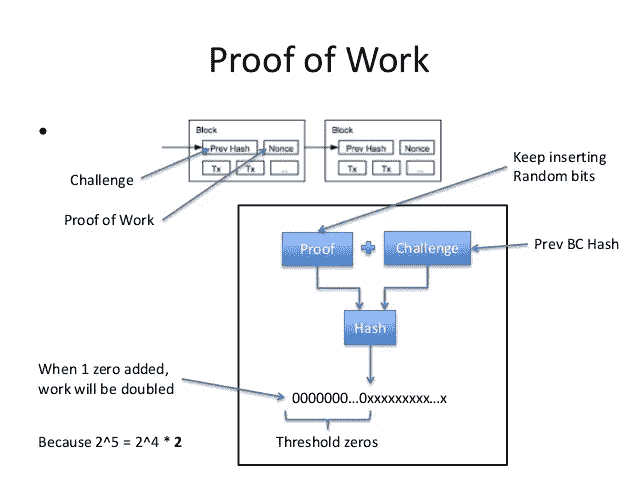 Proof of Work
•
Block
Prev Hash
Nonce
Tx
Tx
...
Block
Prev Hash
Nonce
Tx
Tx
...
Challenge
Proof of Work
Keep inserting
Random bits
Proof
Challenge
Prev BC Hash
Hash
When 1 zero added,
work will be doubled
0000000...0xxxxxxxxx...x
Because 2^5 = 2^4 * 2
Threshold zeros